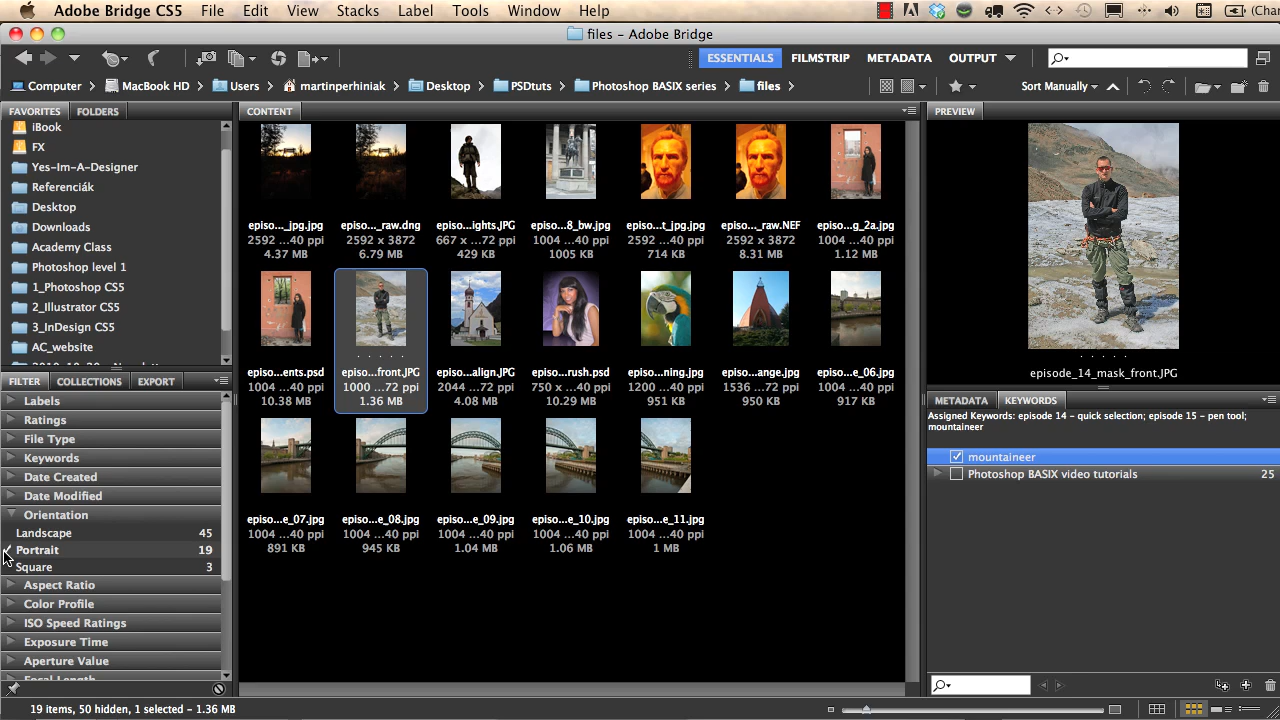 Adobe Bridge CS5 File Edit View Stacks Label Tools Window Help (Char
files – Adobe Bridge
ESSENTIALS FILMSTRIP METADATA OUTPUT
Computer MacBook HD Users martinperhiniak Desktop PSDtuts Photoshop BASIX series files Sort Manually
FAVORITES FOLDERS
iBook
FX
Yes-Im-A-Designer
Referenciák
Desktop
Downloads
Academy Class
Photoshop level 1
1_Photoshop CS5
2_Illustrator CS5
3_InDesign CS5
AC_website
FILTER COLLECTIONS EXPORT
Labels
Ratings
File Type
Keywords
Date Created
Date Modified
Orientation
Landscape 45
Portrait 19
Square 3
Aspect Ratio
Color Profile
ISO Speed Ratings
Exposure Time
Aperture Value
Focal Length
CONTENT
episo..._jpg.jpg episo..._raw.dng episo...ights.JPG episo...8_bw.jpg episo...t_jpg.jpg episo..._raw.NEF episo...g_2a.jpg
2592 ...40 ppi 2592 x 3872 667 x ...72 ppi 1004 ...40 ppi 2592 ...40 ppi 2592 x 3872 1004 ...40 ppi
4.37 MB 6.79 MB 429 KB 1005 KB 714 KB 8.31 MB 1.12 MB
episo...ents.psd episo...front.JPG episo...align.JPG episo...rush.psd episo...ning.jpg episo...ange.jpg episo...e_06.jpg
1004 ...40 ppi 1000 ...72 ppi 2044 ...72 ppi 750 x ...40 ppi 1200 ...40 ppi 1536 ...72 ppi 1004 ...40 ppi
10.38 MB 1.36 MB 4.08 MB 10.29 MB 951 KB 950 KB 917 KB
episo...e_07.jpg episo...e_08.jpg episo...e_09.jpg episo...e_10.jpg episo...e_11.jpg
1004 ...40 ppi 1004 ...40 ppi 1004 ...40 ppi 1004 ...40 ppi 1004 ...40 ppi
891 KB 945 KB 1.04 MB 1.06 MB 1 MB
PREVIEW
episode_14_mask_front.JPG
METADATA KEYWORDS
Assigned Keywords: episode 14 – quick selection; episode 15 – pen tool;
mountaineer
mountaineer
Photoshop BASIX video tutorials 25
19 items, 50 hidden, 1 selected – 1.36 MB